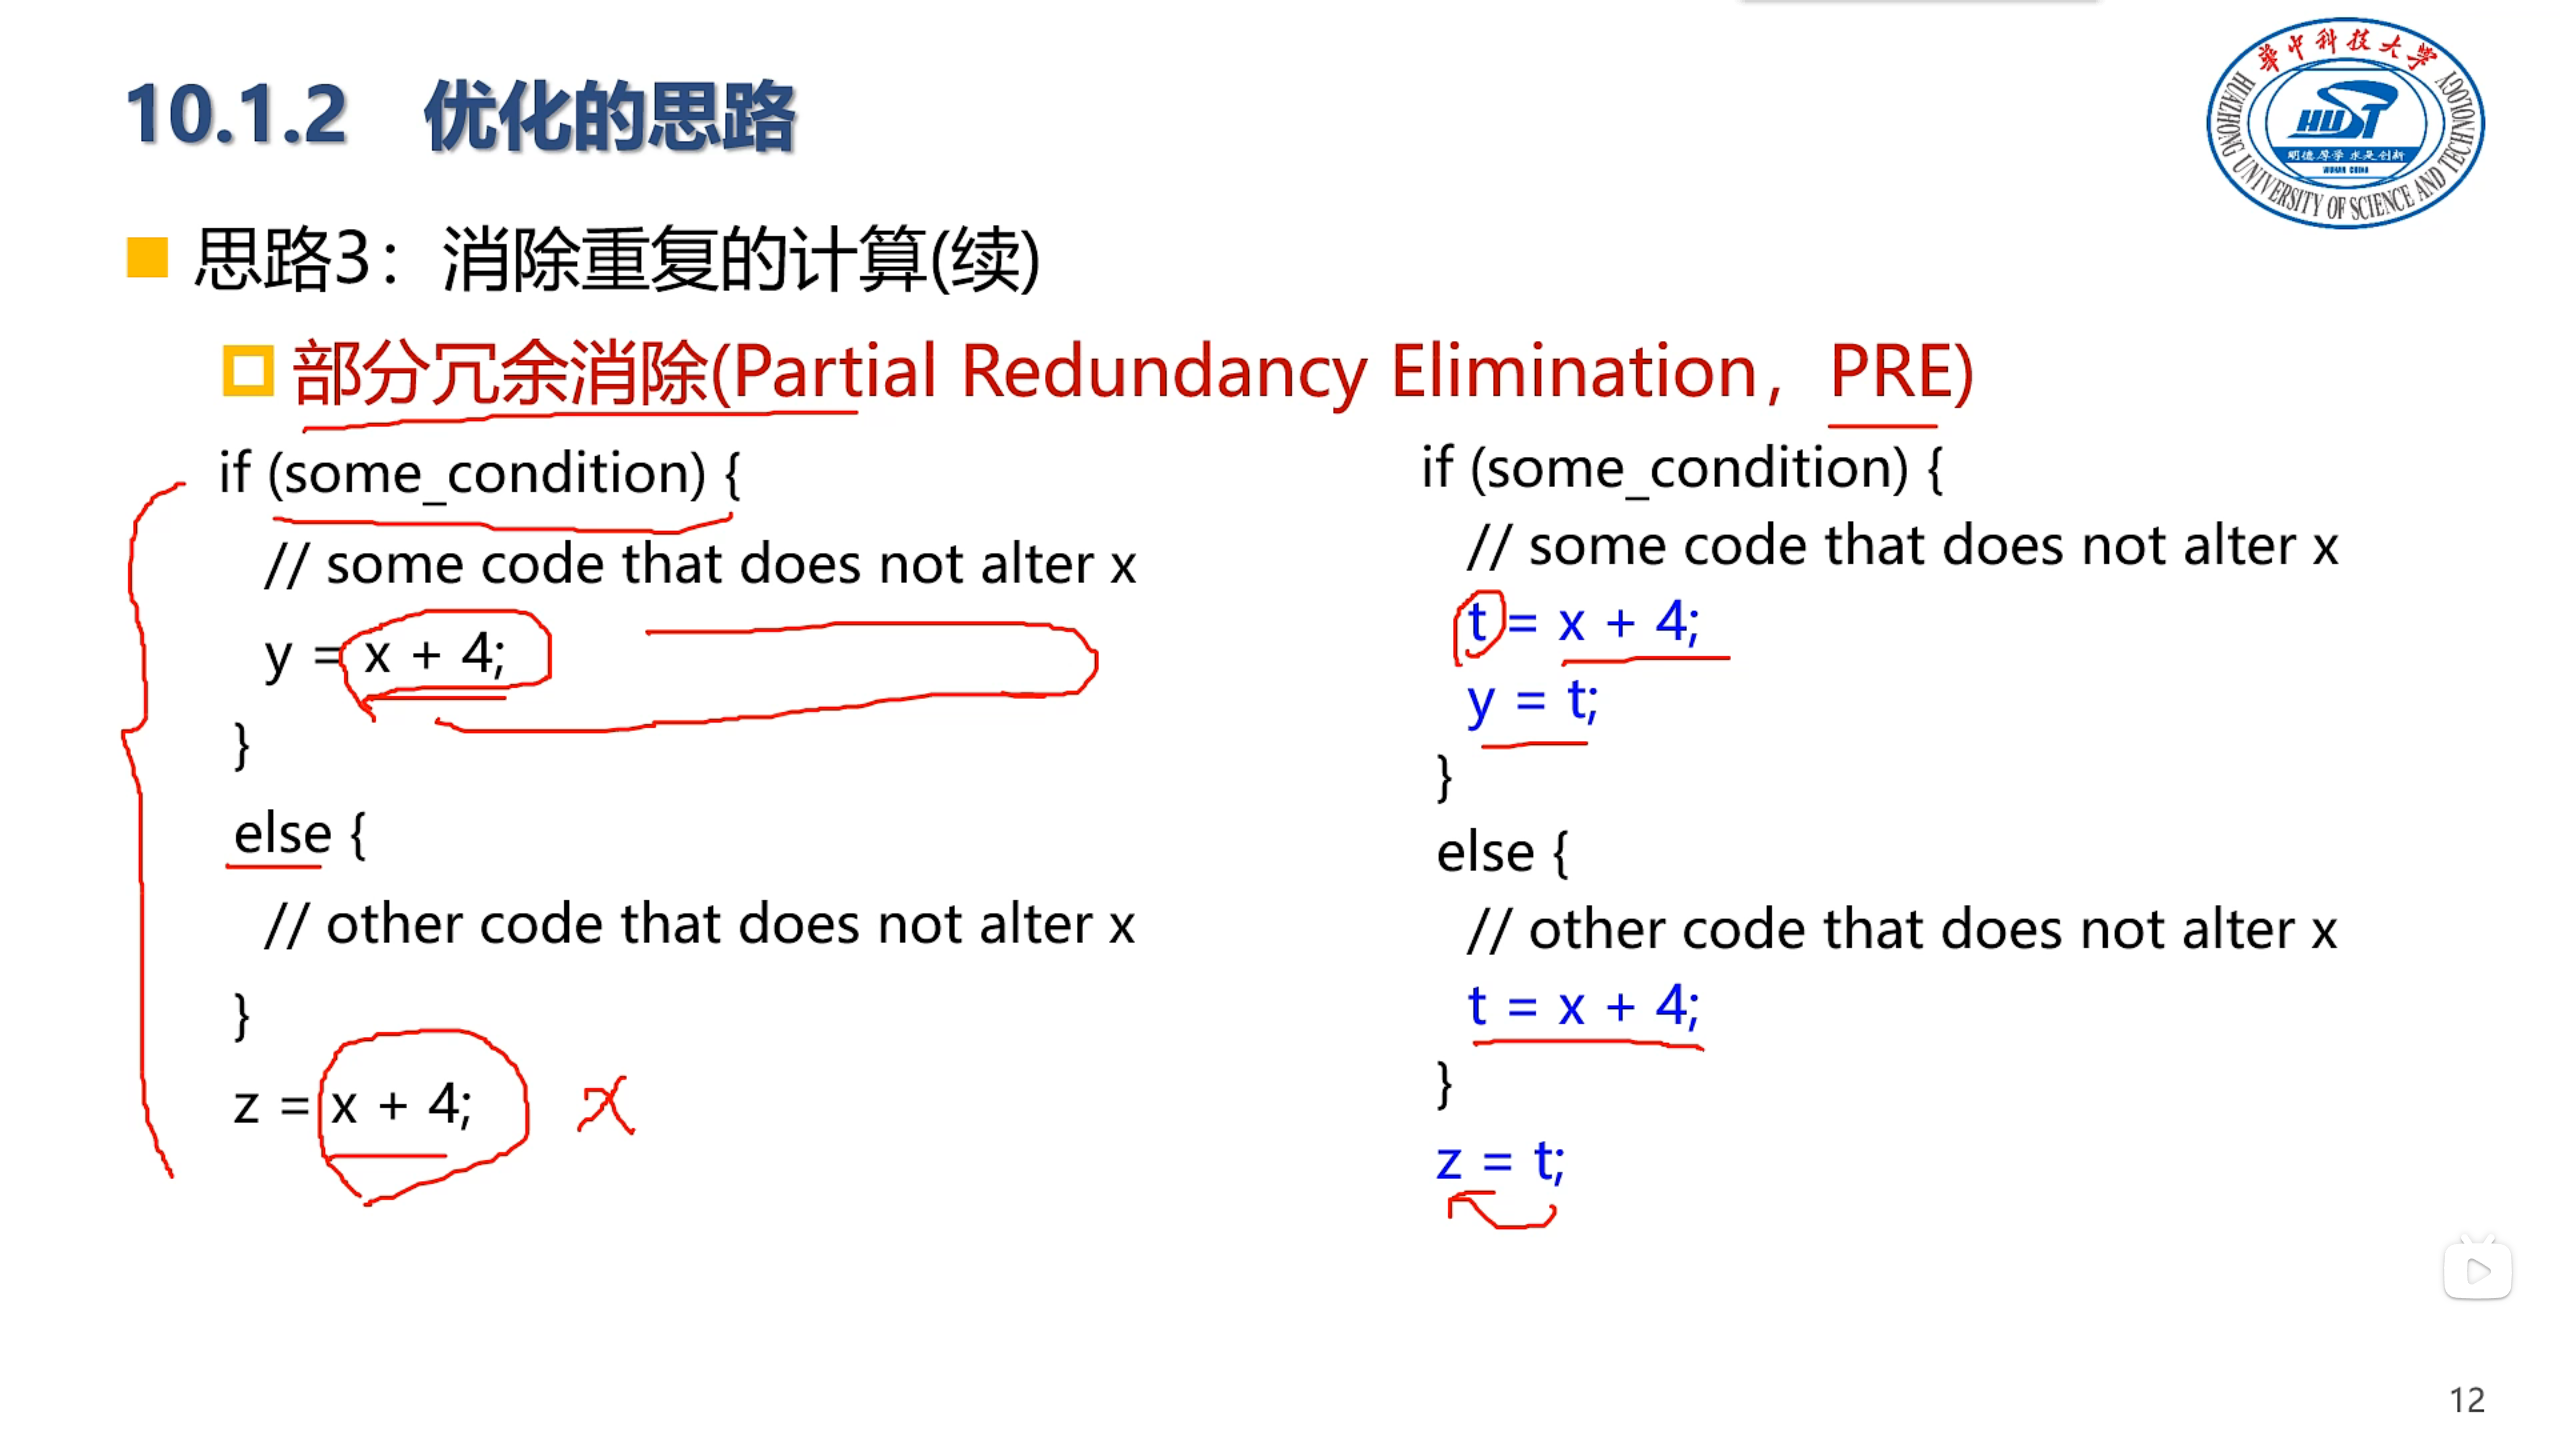 10.1.2 优化的思路
華中科技大学
HUAZHONG UNIVERSITY OF SCIENCE AND TECHNOLOGY
HUST
明德厚学 求是创新
WUHAN CHINA
思路3：消除重复的计算(续)
部分冗余消除(Partial Redundancy Elimination，PRE)
if (some_condition) {
// some code that does not alter x
y = x + 4;
}
else {
// other code that does not alter x
}
z = x + 4;
x
if (some_condition) {
// some code that does not alter x
t = x + 4;
y = t;
}
else {
// other code that does not alter x
t = x + 4;
}
z = t;
12